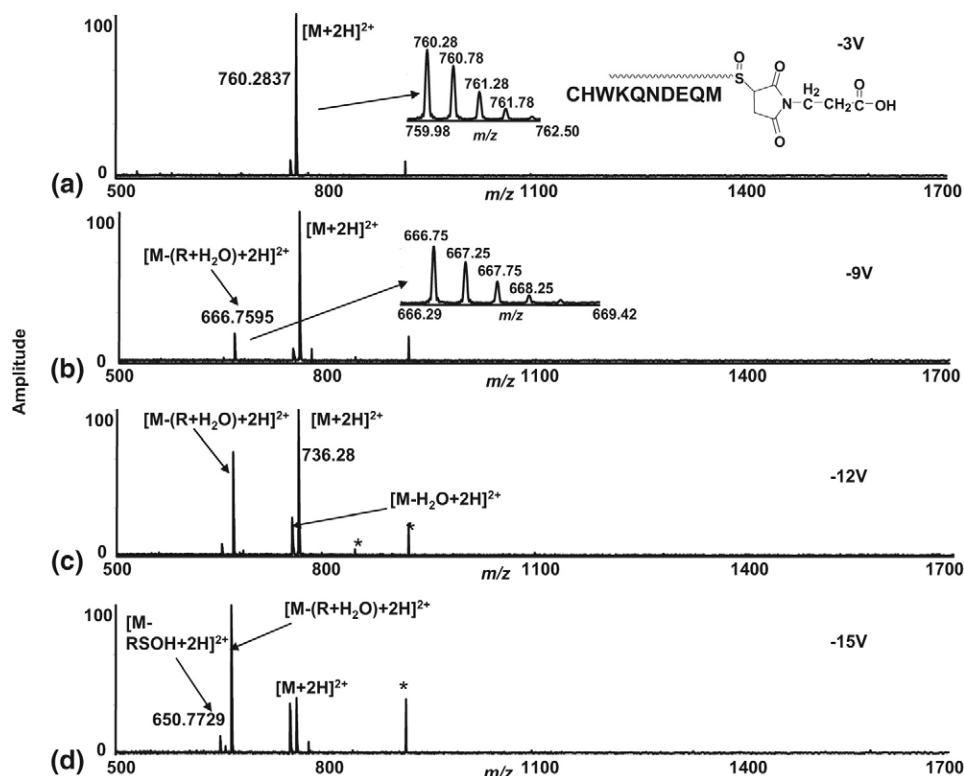 Amplitude
100
0
(a)
[M+2H]2+
760.2837
760.28
760.78
761.28
761.78
759.98
m/z
762.50
-3V
CHWKQNDEQM
O
S
O
N
O
H2
C
CH2
O
C
OH
500
800
m/z
1100
1400
1700
100
0
(b)
[M+2H]2+
[M-(R+H2O)+2H]2+
666.7595
666.75
667.25
667.75
668.25
666.29
m/z
669.42
-9V
500
800
m/z
1100
1400
1700
100
0
(c)
[M-(R+H2O)+2H]2+
[M+2H]2+
736.28
[M-H2O+2H]2+
*
*
-12V
500
800
m/z
1100
1400
1700
100
0
(d)
[M-
RSOH+2H]2+
650.7729
[M-(R+H2O)+2H]2+
[M+2H]2+
*
-15V
500
800
m/z
1100
1400
1700